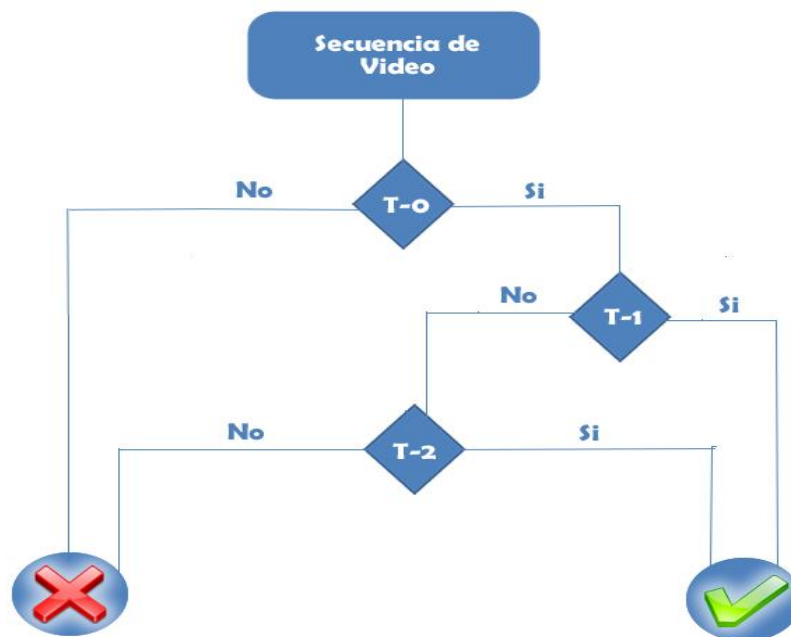 Secuencia de
Video
No
T-0
Si
No
T-1
Si
No
T-2
Si